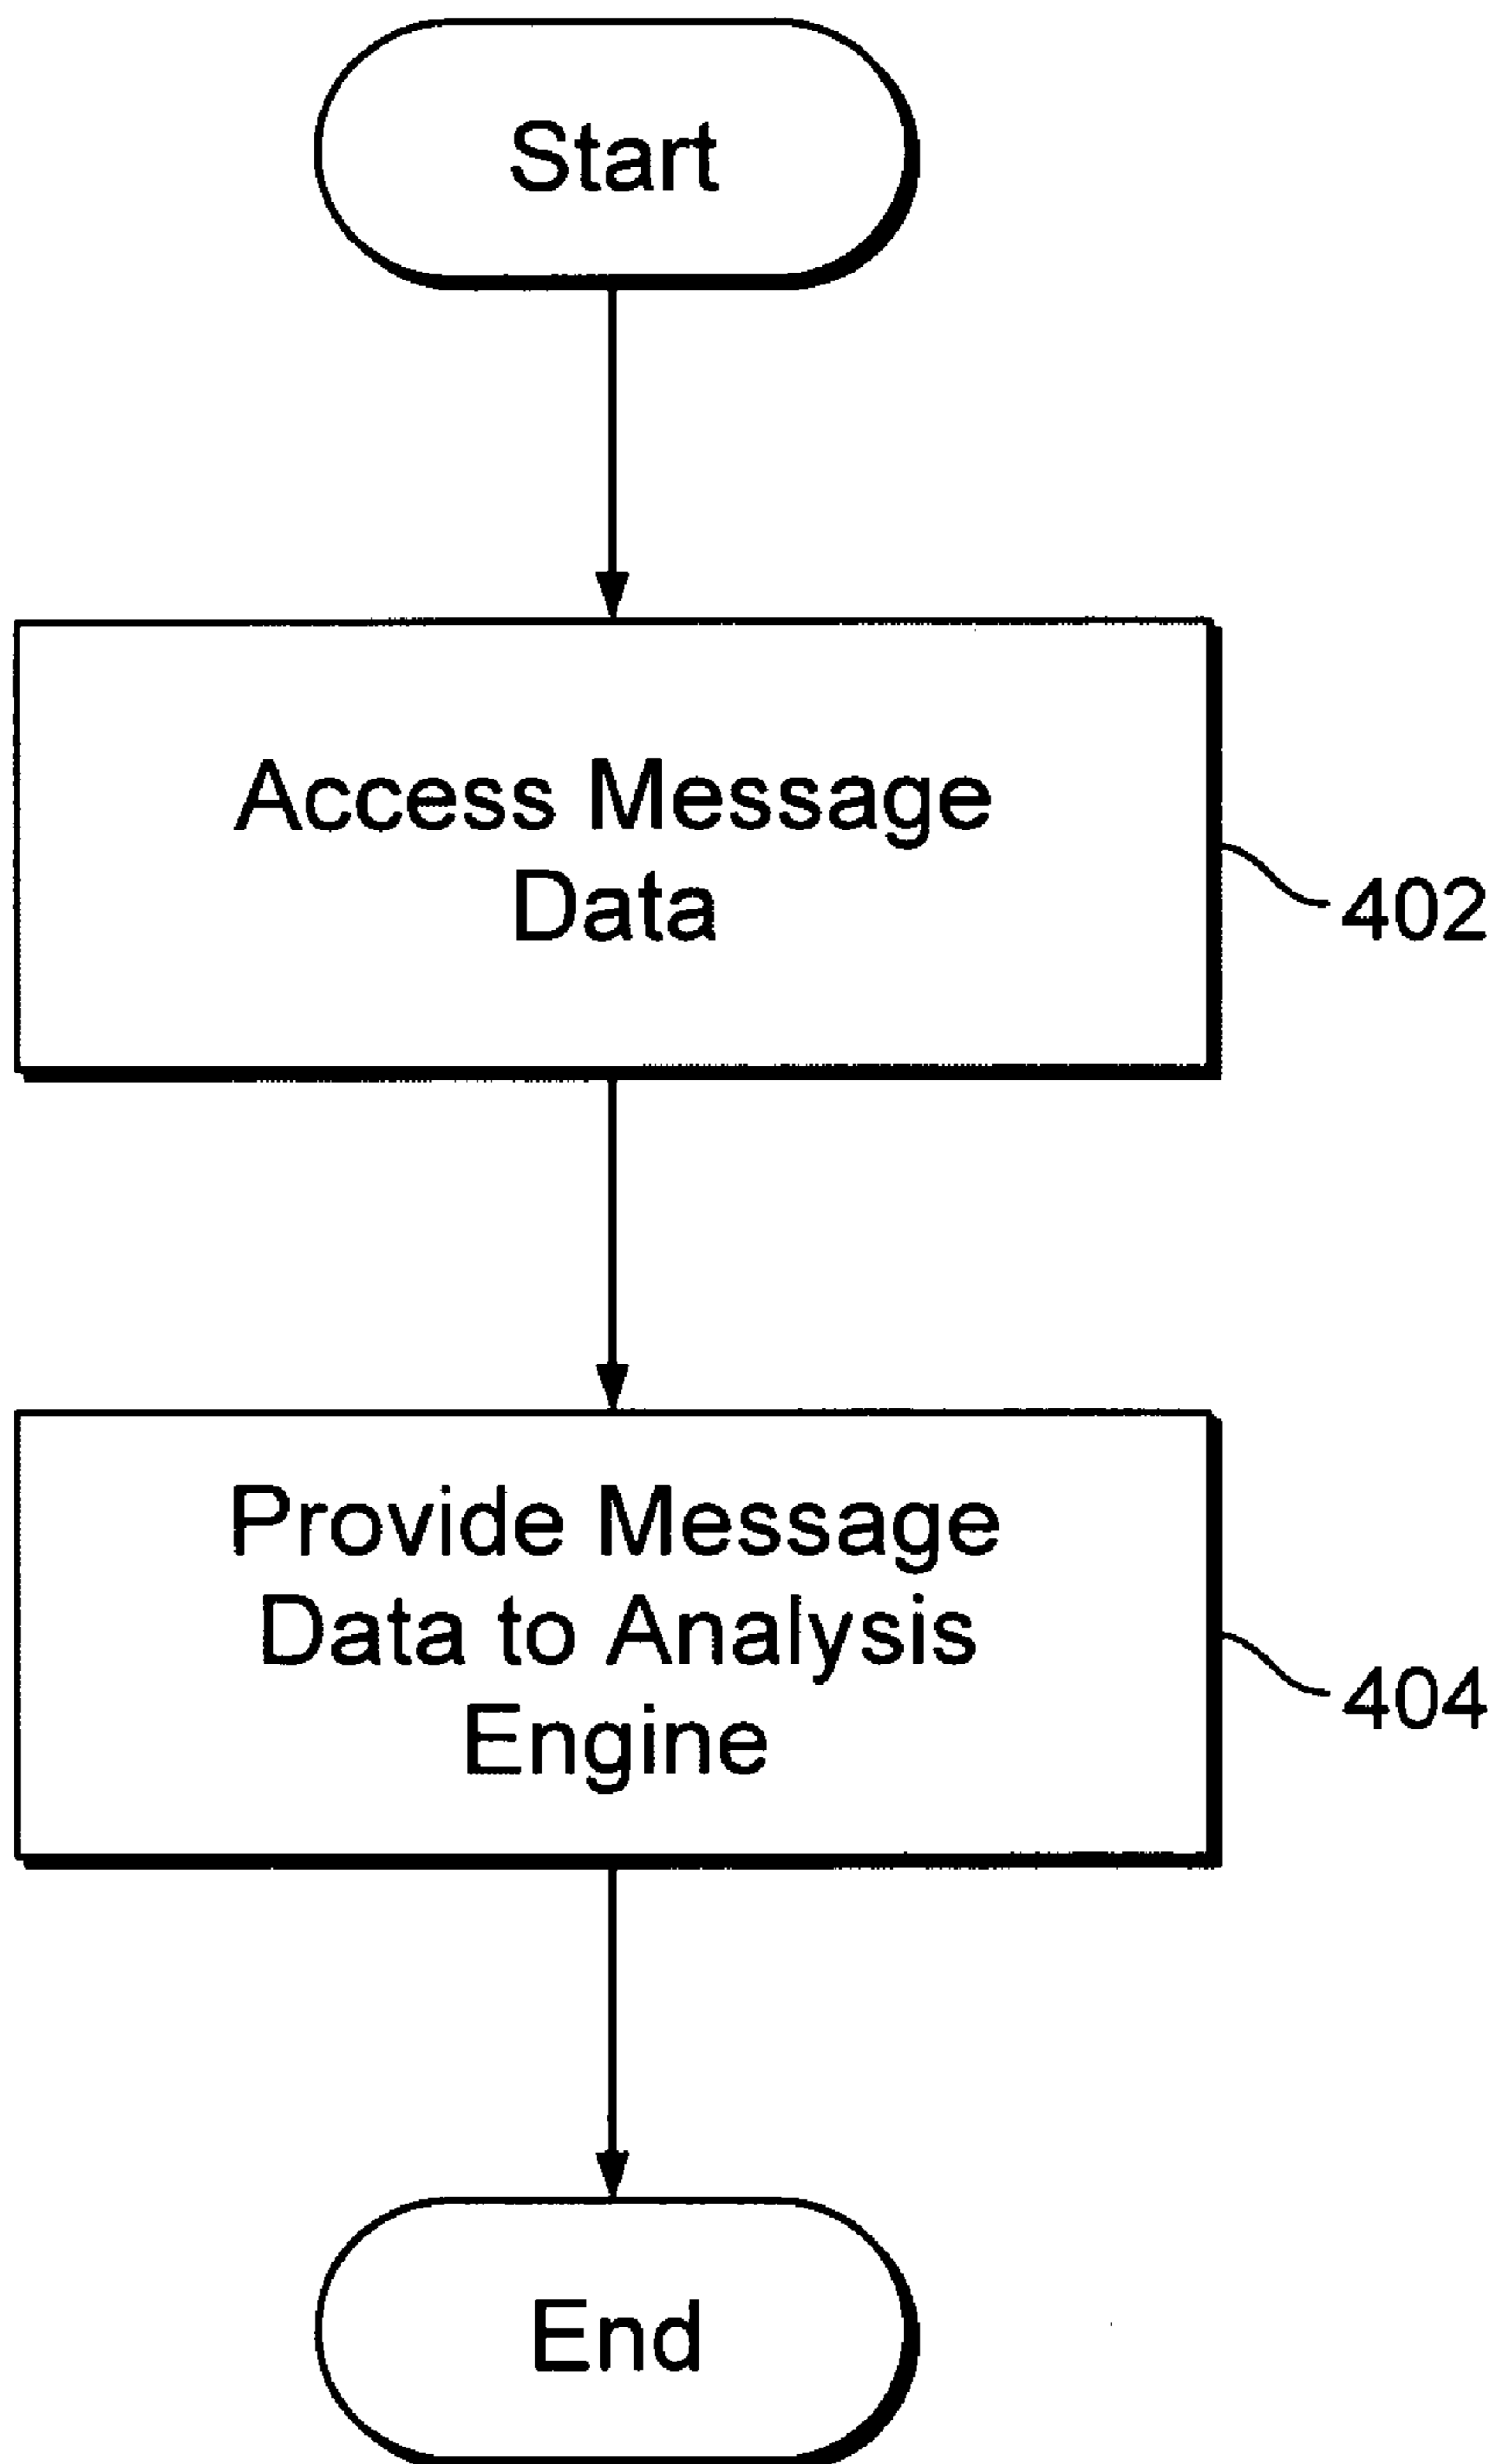 Start
Access Message
Data
402
Provide Message
Data to Analysis
Engine
404
End